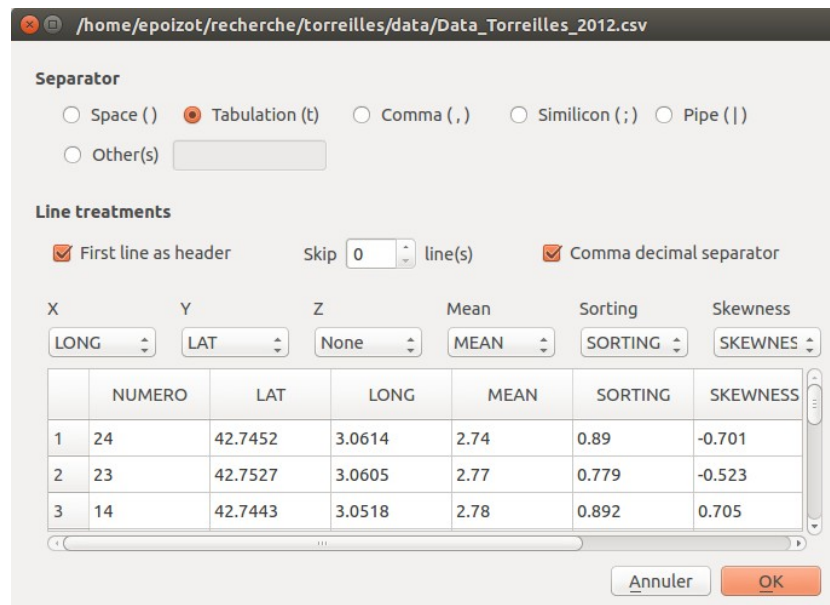 /home/epoizot/recherche/torreilles/data/Data_Torreilles_2012.csv
Separator
Space ( ) Tabulation (t) Comma ( , ) Similicon ( ; ) Pipe ( | )
Other(s)
Line treatments
First line as header Skip 0 line(s) Comma decimal separator
X Y Z Mean Sorting Skewness
LONG LAT None MEAN SORTING SKEWNES
NUMERO LAT LONG MEAN SORTING SKEWNESS
1 24 42.7452 3.0614 2.74 0.89 -0.701
2 23 42.7527 3.0605 2.77 0.779 -0.523
3 14 42.7443 3.0518 2.78 0.892 0.705
Annuler OK